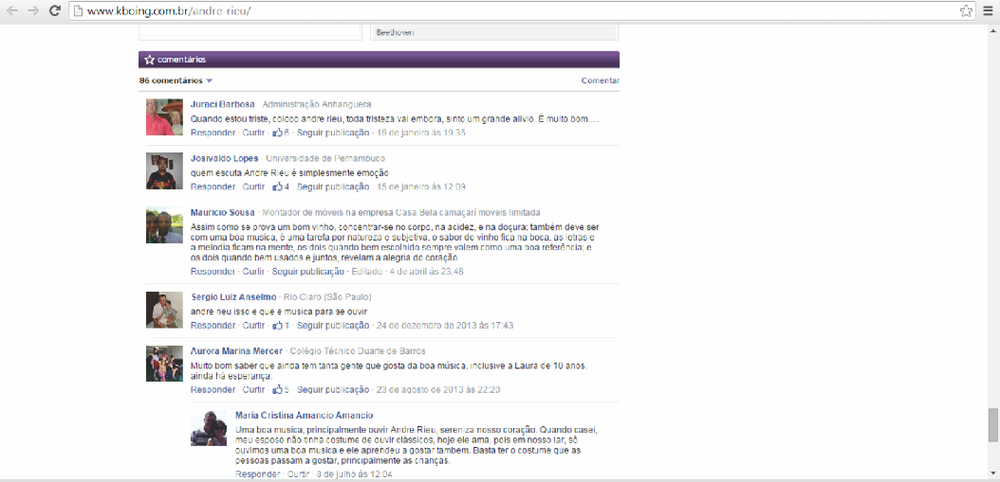 www.kboing.com.br/andre-rieu/
Beethoven
comentários
86 comentários
Comentar
Juraci Barbosa · Administração Anhanguera
Quando estou triste, coloco andre rieu, toda tristeza vai embora, sinto um grande alivio. É muito bom.....
Responder · Curtir · 6 · Seguir publicação · 19 de janeiro às 19:35
Josivaldo Lopes · Universidade de Pernambuco
quem escuta Andre Rieu é simplesmente emoção
Responder · Curtir · 4 · Seguir publicação · 15 de janeiro às 12:09
Mauricio Sousa · Montador de móveis na empresa Casa Bela camaçarí moveis limitada
Assim como se prova um bom vinho, concentrar-se no corpo, na acidez, e na doçura; também deve ser
com uma boa musica, é uma tarefa por natureza e subjetiva, o sabor do vinho fica na boca, as letras e
a melodia ficam na mente, os dois quando bem escolhido sempre valem como uma boa referência; e
os dois quando bem usados e juntos, revelam a alegria do coração
Responder · Curtir · Seguir publicação · Editado · 4 de abril às 23:48
Sergio Luiz Anselmo · Rio Claro (São Paulo)
andre rieu isso e que e musica para se ouvir
Responder · Curtir · 1 · Seguir publicação · 24 de dezembro de 2013 às 17:43
Aurora Marina Mercer · Colégio Técnico Duarte de Barros
Muito bom saber que ainda tem tanta gente que gosta da boa música, inclusive a Laura de 10 anos,
ainda há esperança.
Responder · Curtir · 5 · Seguir publicação · 23 de agosto de 2013 às 22:20
Maria Cristina Amancio Amancio
Uma boa musica, principalmente ouvir Andre Rieu, sereniza nosso coração. Quando casei,
meu esposo não tinha costume de ouvir clássicos, hoje ele ama, pois em nosso lar, só
ouvimos uma boa musica e ele aprendeu a gostar tambem. Basta ter o costume que as
pessoas passam a gostar, principalmente as crianças.
Responder · Curtir · 8 de julho às 12:04